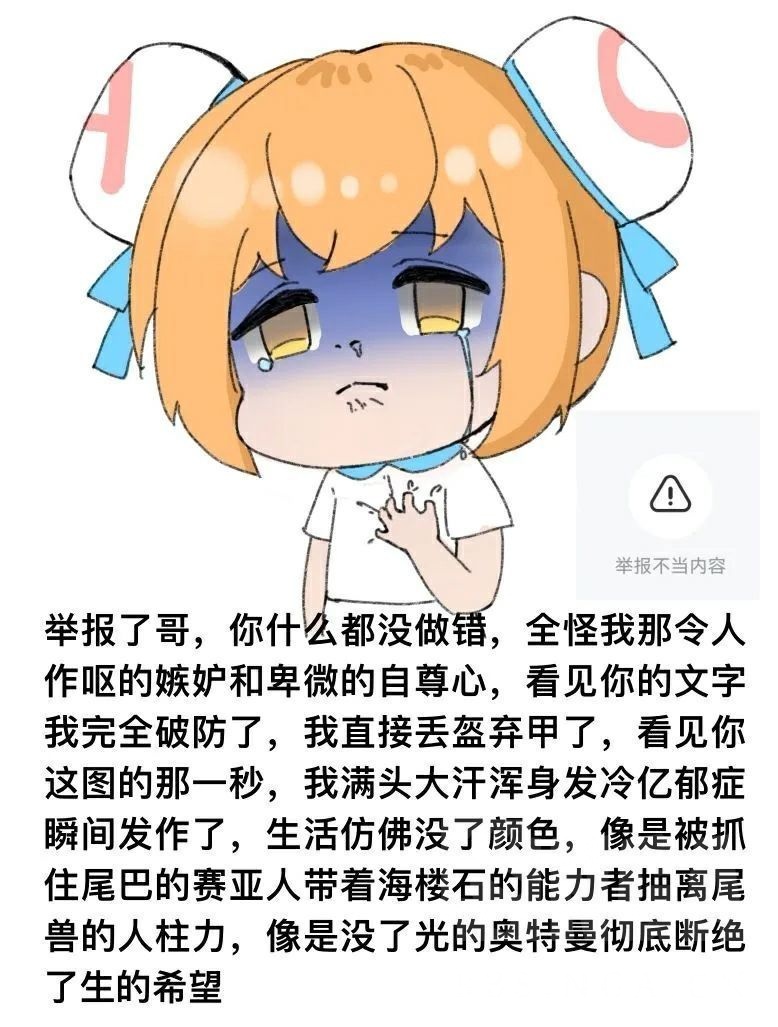 H
C
举报不当内容
举报了哥，你什么都没做错，全怪我那令人
作呕的嫉妒和卑微的自尊心，看见你的文字
我完全破防了，我直接丢盔弃甲了，看见你
这图的那一秒，我满头大汗浑身发冷亿郁症
瞬间发作了，生活仿佛没了颜色，像是被抓
住尾巴的赛亚人带着海楼石的能力者抽离尾
兽的人柱力，像是没了光的奥特曼彻底断绝
了生的希望